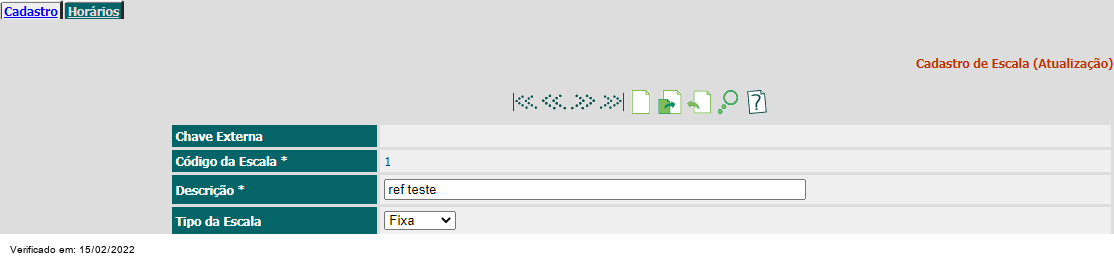 Cadastro Horários
Cadastro de Escala (Atualização)
Chave Externa
Código da Escala * 1
Descrição * ref teste
Tipo da Escala Fixa
Verificado em: 15/02/2022